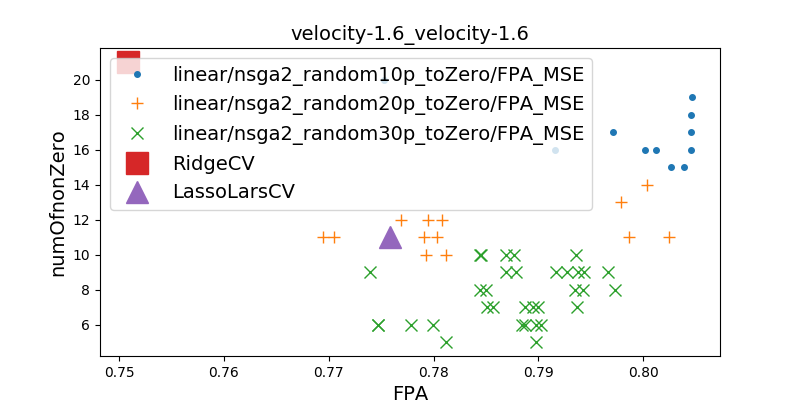 velocity-1.6_velocity-1.6
linear/nsga2_random10p_toZero/FPA_MSE
linear/nsga2_random20p_toZero/FPA_MSE
linear/nsga2_random30p_toZero/FPA_MSE
RidgeCV
LassoLarsCV
numOfnonZero
20
18
16
14
12
10
8
6
0.75
0.76
0.77
0.78
0.79
0.80
FPA